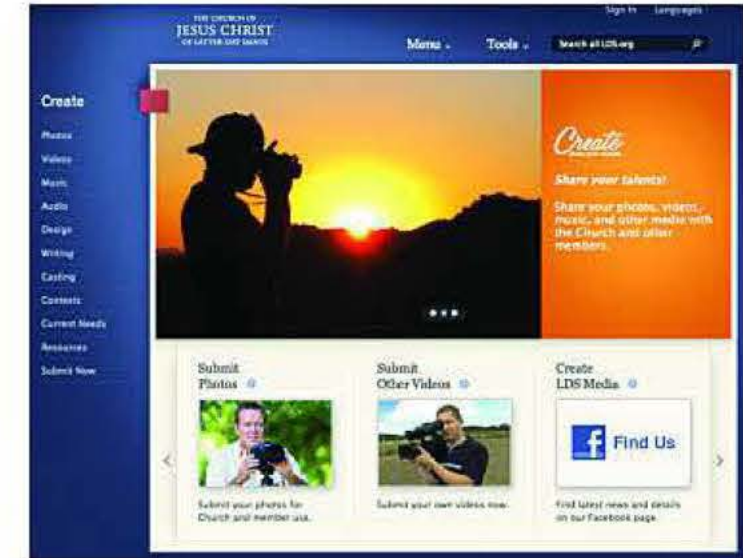 Sign In Languages
THE CHURCH OF
JESUS CHRIST
OF LATTER-DAY SAINTS
Menu Tools Search all LDS.org
Create
Photos
Videos
Music
Audio
Design
Writing
Casting
Contests
Current Needs
Resources
Submit Now
Create
Share your talents!
Share your photos, videos,
music, and other media with
the Church and other
members.
Submit
Photos
Submit your photos for
Church and member use.
Submit
Other Videos
Submit your own videos now.
Create
LDS Media
f Find Us
Find latest news and details
on our Facebook page